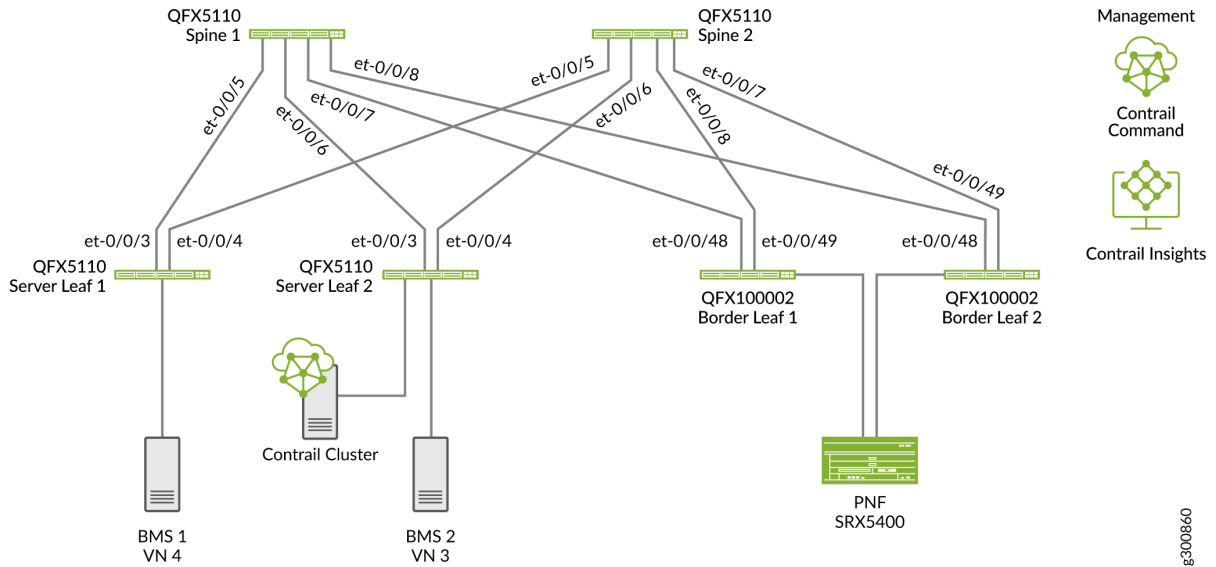 QFX5110
Spine 1
QFX5110
Spine 2
Management
Contrail
Command
Contrail Insights
et-0/0/5
et-0/0/6
et-0/0/7
et-0/0/8
et-0/0/5
et-0/0/6
et-0/0/8
et-0/0/7
et-0/0/49
et-0/0/3
et-0/0/4
et-0/0/3
et-0/0/4
et-0/0/48
et-0/0/49
et-0/0/48
QFX5110
Server Leaf 1
QFX5110
Server Leaf 2
QFX100002
Border Leaf 1
QFX100002
Border Leaf 2
Contrail Cluster
BMS 1
VN 4
BMS 2
VN 3
PNF
SRX5400
g300860